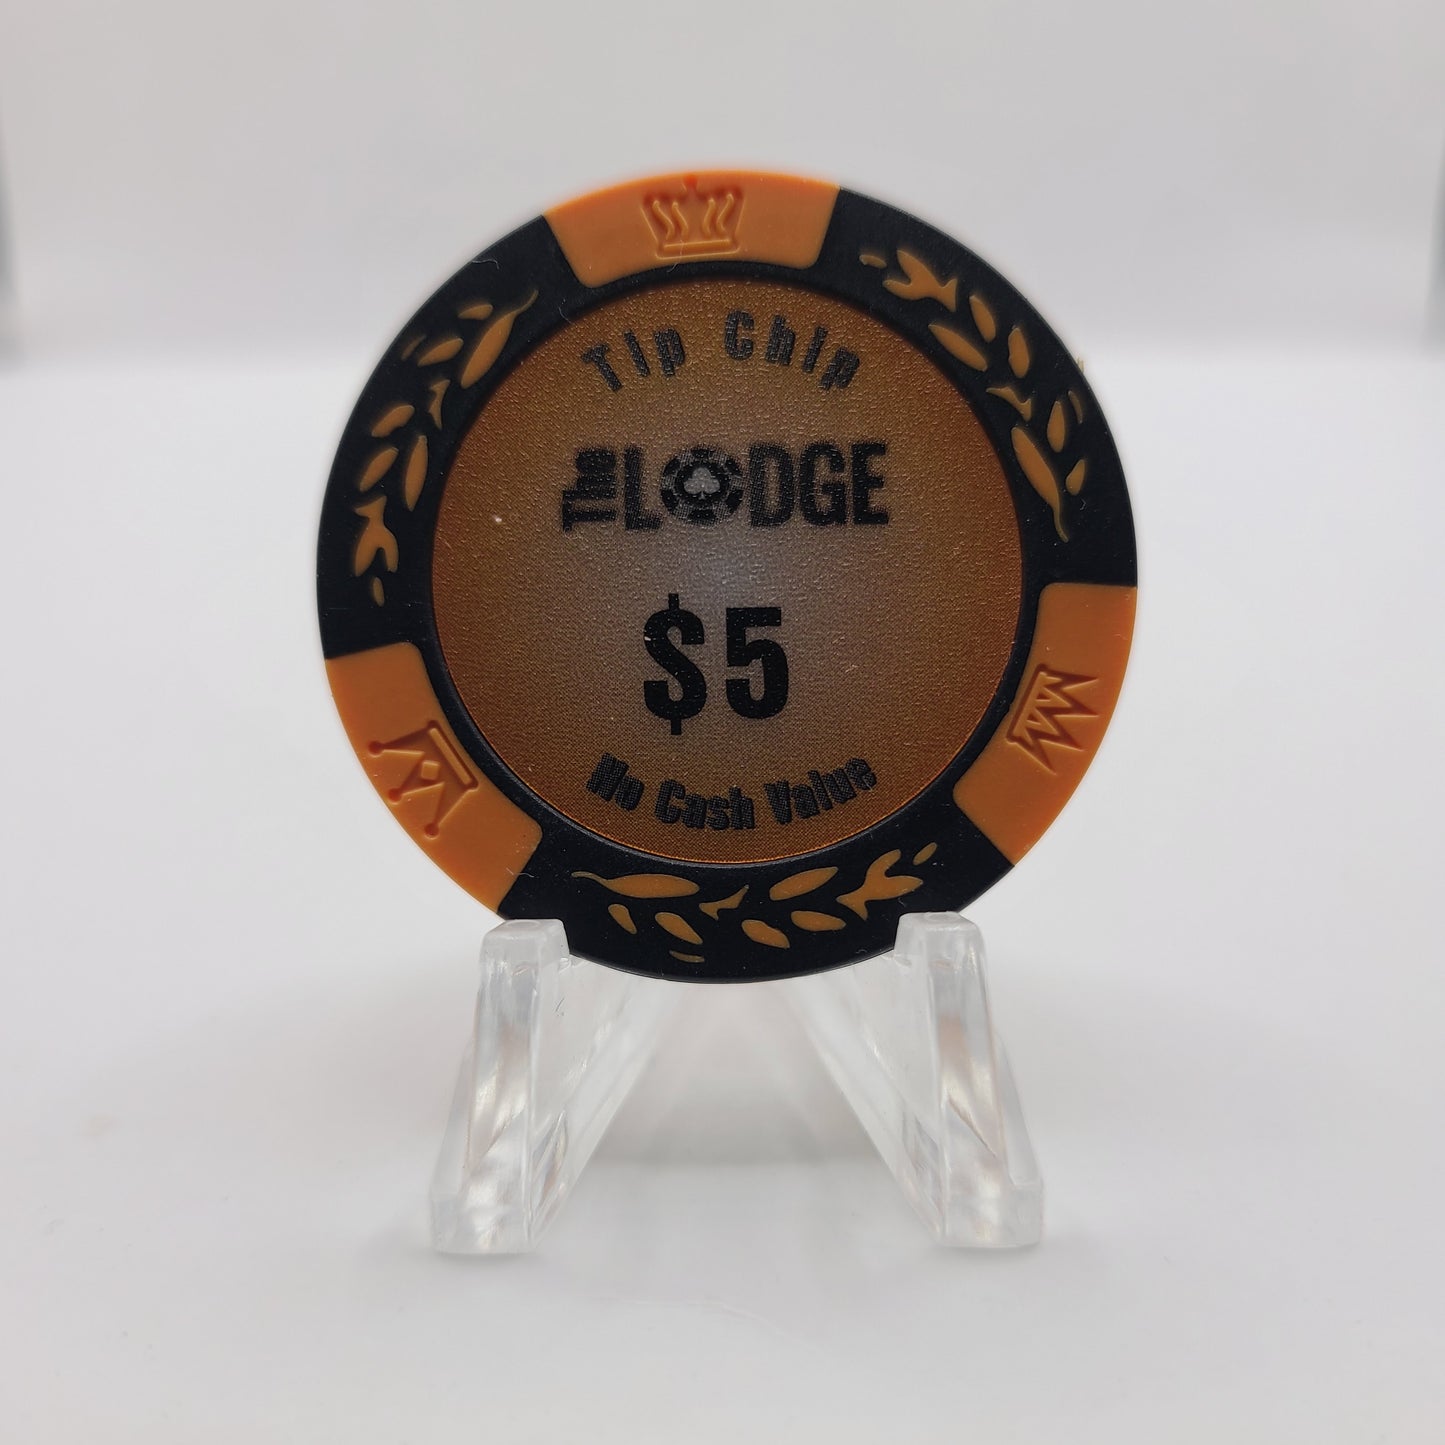 Tip Chip
The LODGE
$5
No Cash Value